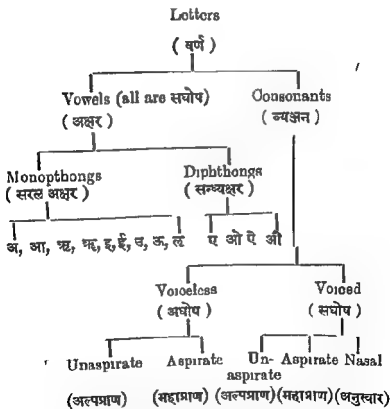 Letters
( वर्ण )
Vowels (all are सघोष) Consonants
( अक्षर ) ( व्यञ्जन )
Monopthongs Diphthongs
( सरल अक्षर ) ( सन्ध्यक्षर )
अ, आ, ऋ, ॠ, इ, ई, उ, ऊ, ल ए ओ ऐ औ
Voiceless Voiced
( अघोष ) ( सघोष )
Unaspirate Aspirate Un- Aspirate Nasal
aspirate
(अल्पप्राण) (महाप्राण) (अल्पप्राण) (महाप्राण) (अनुस्वार)